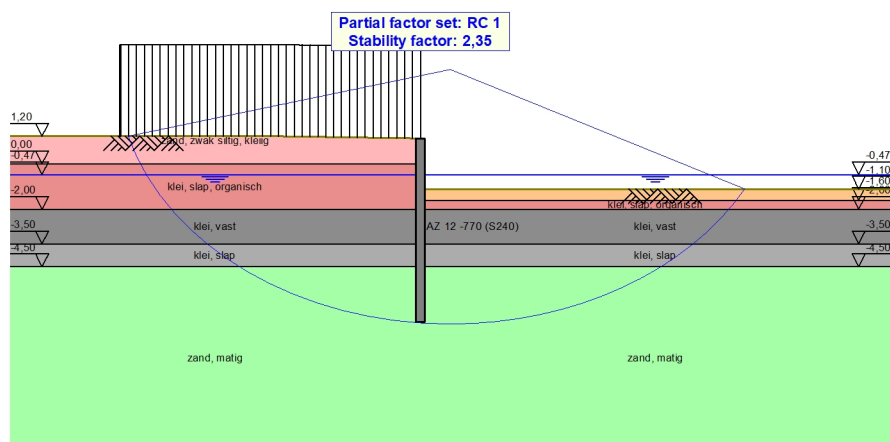 Partial factor set: RC 1
Stability factor: 2,35
1,20
zand, zwak siltig, kleiig
0,00
-0,47
-0,47
-1,10
-1,60
klei, slap, organisch
-2,00
-2,00
klei, slap, organisch
-3,50
klei, vast
AZ 12 -770 (S240)
klei, vast
-3,50
-4,50
klei, slap
klei, slap
-4,50
zand, matig
zand, matig